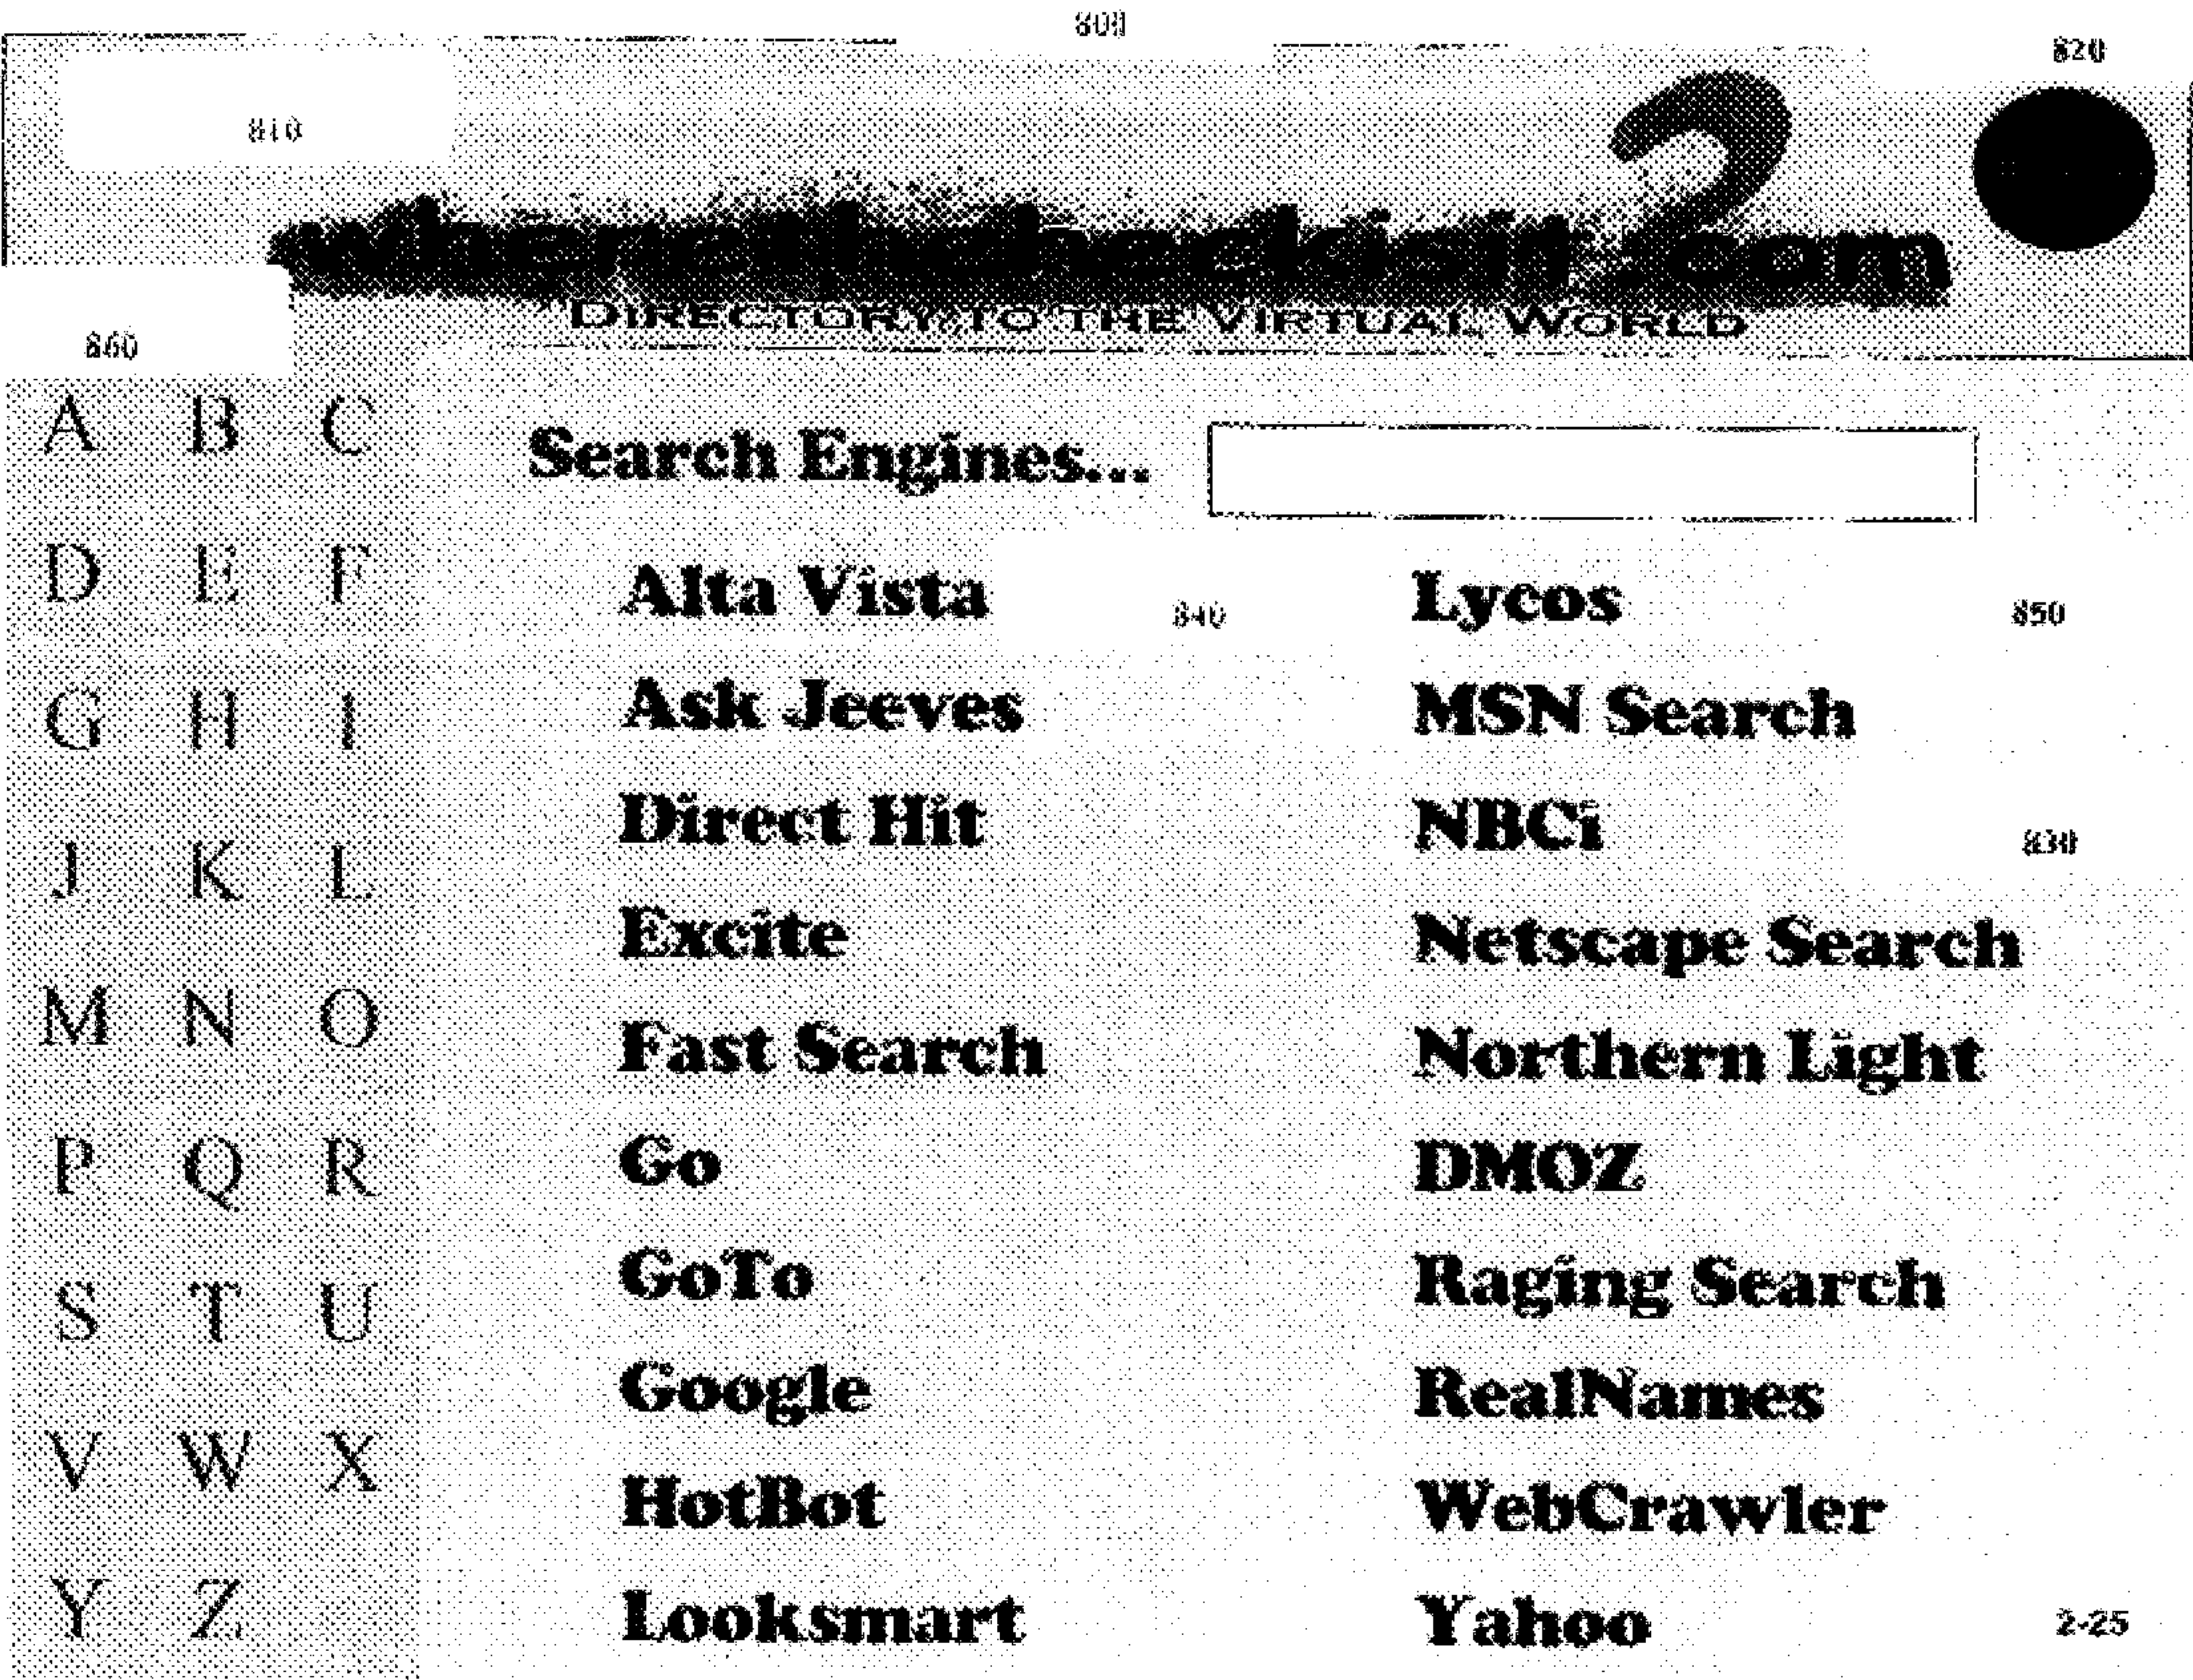 820
810
wheretheheckisit?.com
DIRECTORY TO THE VIRTUAL WORLD
860
A B C
D E F
G H I
J K L
M N O
P Q R
S T U
V W X
Y Z
Search Engines...
Alta Vista
840
Ask Jeeves
Direct Hit
Excite
Fast Search
Go
GoTo
Google
HotBot
Looksmart
Lycos
850
MSN Search
NBCi
830
Netscape Search
Northern Light
DMOZ
Raging Search
RealNames
WebCrawler
Yahoo
2-25